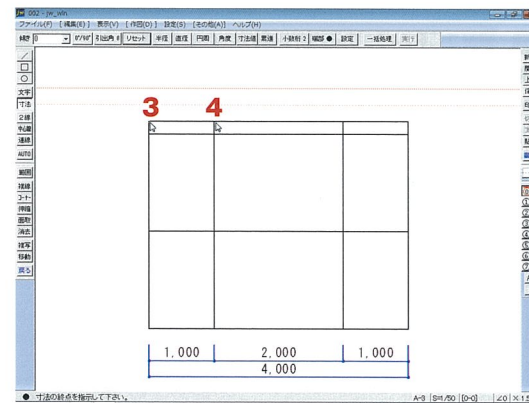 002 - jw_win
ファイル(F) [編集(E)] 表示(V) [作図(D)] 設定(S) [その他(A)] ヘルプ(H)
傾き 0 0°/90° 引出角 0 リセット 半径 直径 円周 角度 寸法値 累進 小数桁 2 端部● 設定 一括処理 実行
文字
寸法
2線
中心線
連線
AUTO
範囲
複線
コーナー
伸縮
面取
消去
複写
移動
戻る
3 4
1,000 2,000 1,000
4,000
● 寸法の終点を指示して下さい。
A-3 S=1/50 [0-0] ∠0